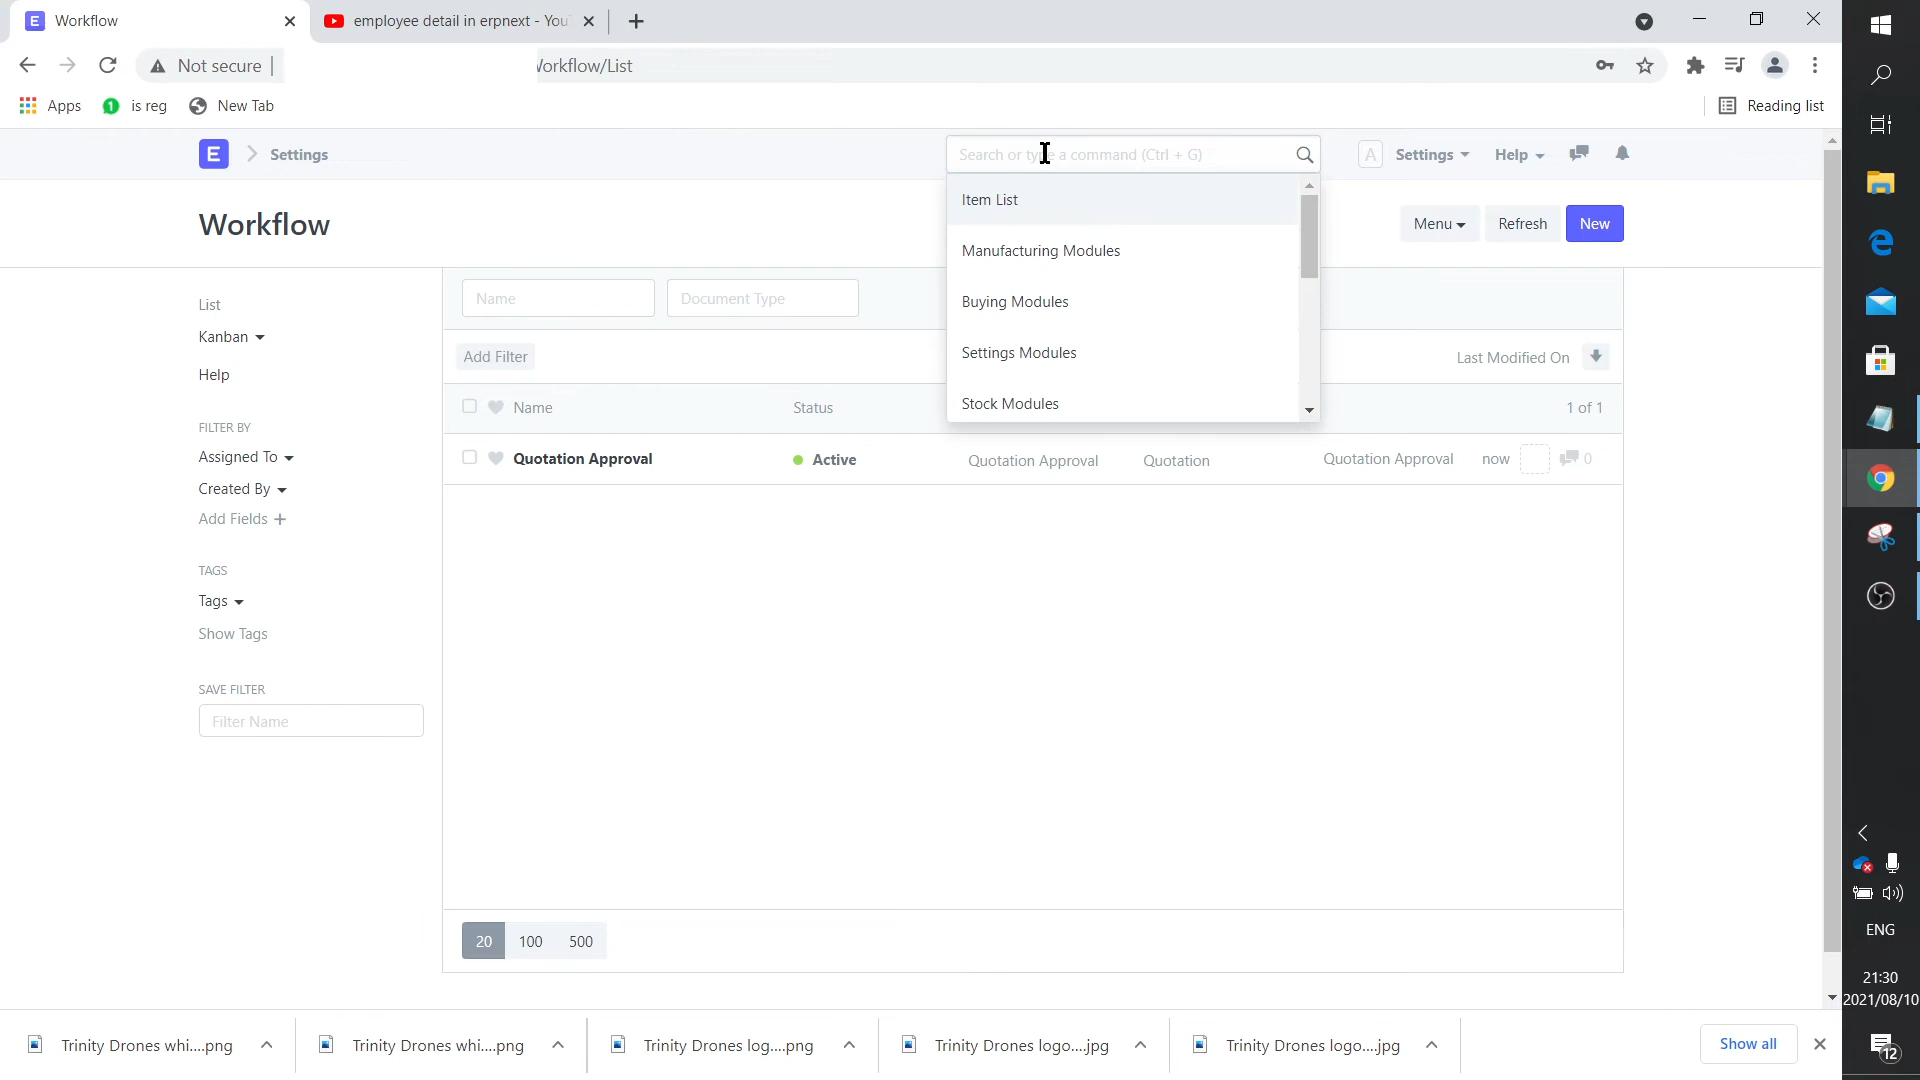 E Workflow
employee detail in erpnext - You
Not secure
Workflow/List
Apps
1 is reg
New Tab
Reading list
E
Settings
Search or type a command (Ctrl + G)
A
Settings
Help
Workflow
Menu
Refresh
New
Item List
Manufacturing Modules
Buying Modules
Settings Modules
Stock Modules
List
Kanban
Help
FILTER BY
Assigned To
Created By
Add Fields +
TAGS
Tags
Show Tags
SAVE FILTER
Filter Name
Name
Document Type
Add Filter
Last Modified On
Name
Status
1 of 1
Quotation Approval
Active
Quotation Approval
Quotation
Quotation Approval
now
0
20
100
500
Trinity Drones whi....png
Trinity Drones whi....png
Trinity Drones log....png
Trinity Drones logo....jpg
Trinity Drones logo....jpg
Show all
ENG
21:30
2021/08/10
12